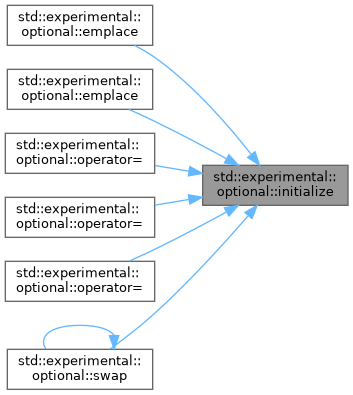 std::experimental::
optional::emplace
std::experimental::
optional::emplace
std::experimental::
optional::operator=
std::experimental::
optional::initialize
std::experimental::
optional::operator=
std::experimental::
optional::operator=
std::experimental::
optional::swap